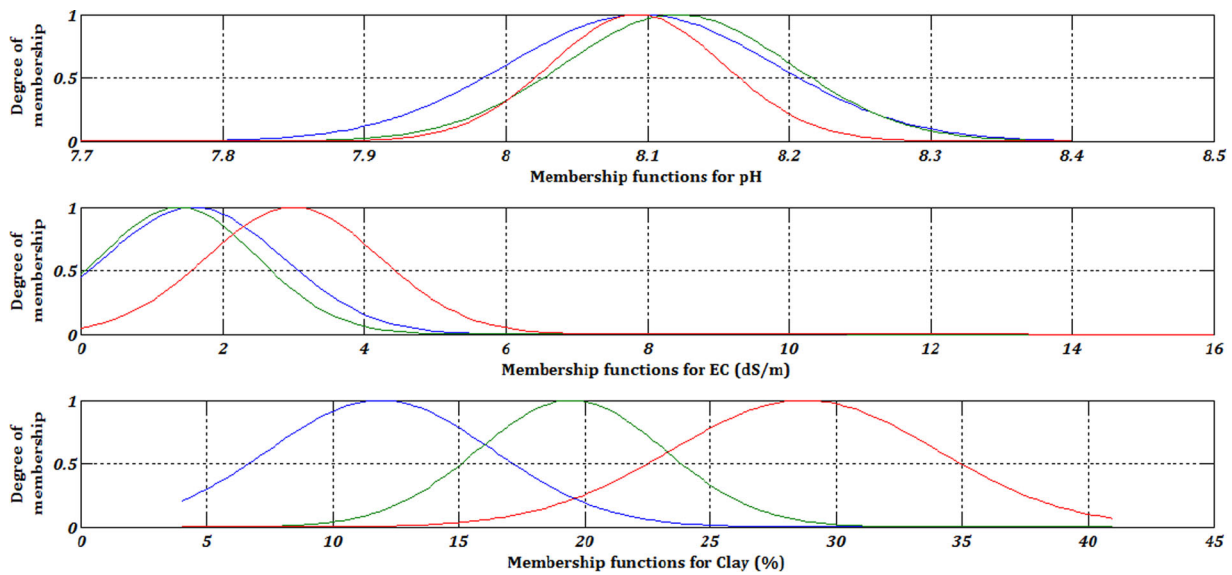 Degree of
membership
1
0.5
0
7.7 7.8 7.9 8 8.1 8.2 8.3 8.4 8.5
Membership functions for pH
Degree of
membership
1
0.5
0
0 2 4 6 8 10 12 14 16
Membership functions for EC (dS/m)
Degree of
membership
1
0.5
0
0 5 10 15 20 25 30 35 40 45
Membership functions for Clay (%)